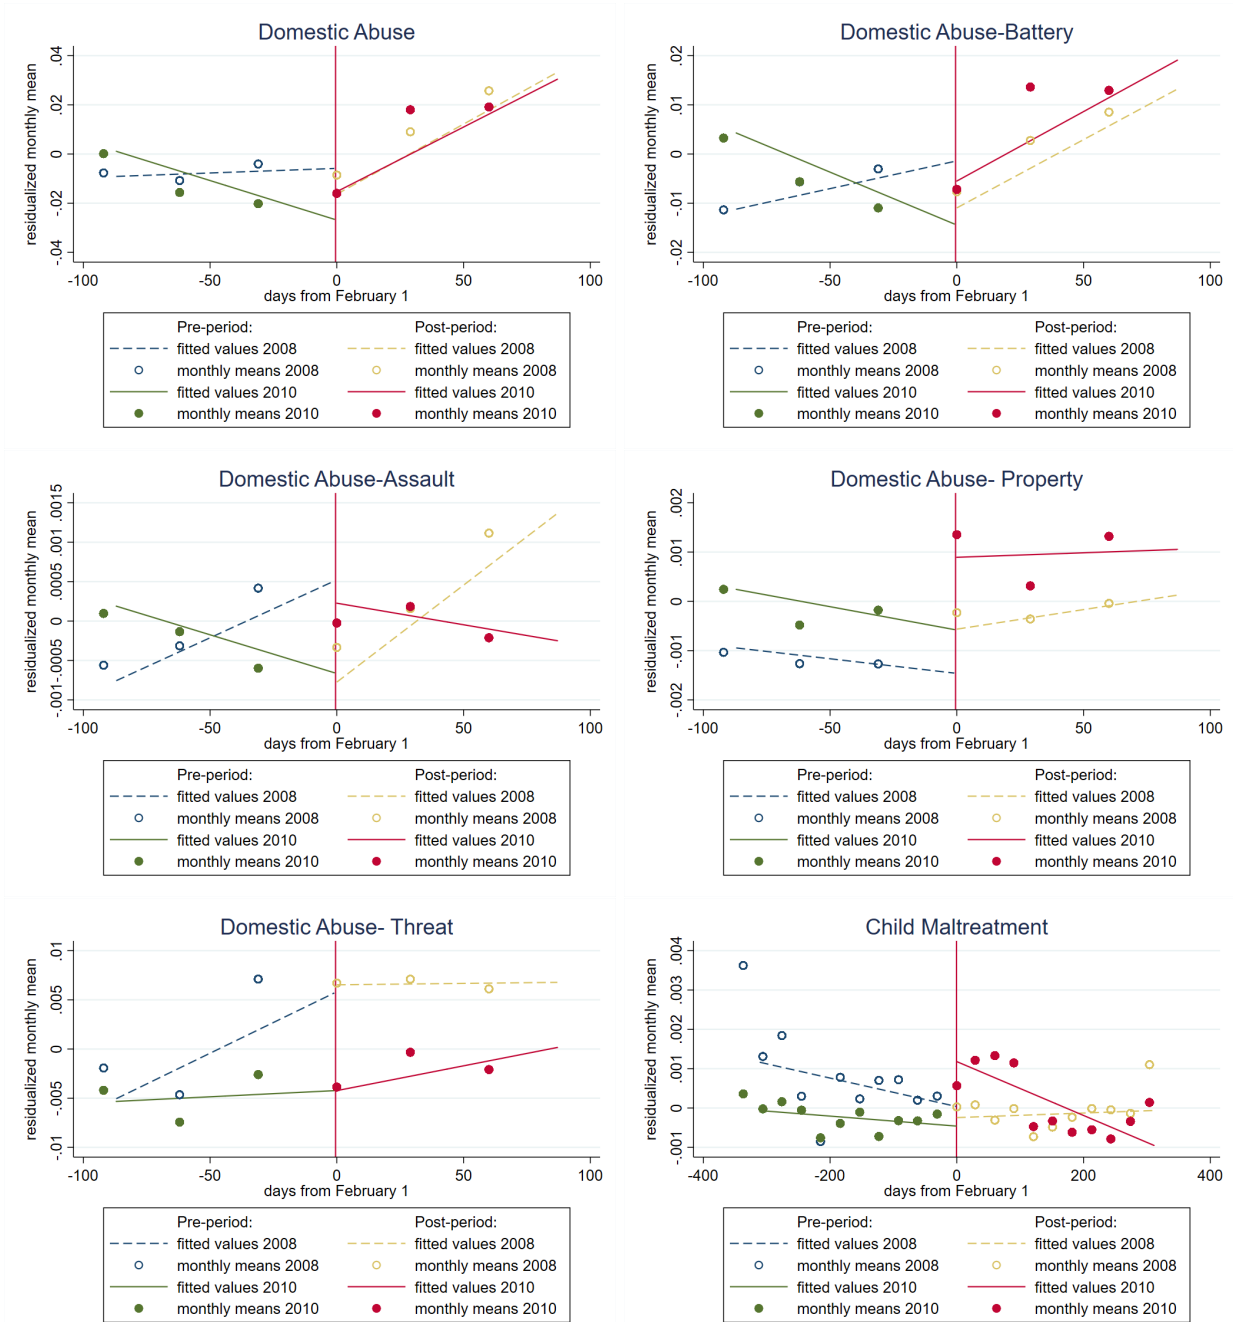 Domestic Abuse
residualized monthly mean
.04
.02
0
-.02
-.04
-100 -50 0 50 100
days from February 1
Pre-period: Post-period:
fitted values 2008 fitted values 2008
monthly means 2008 monthly means 2008
fitted values 2010 fitted values 2010
monthly means 2010 monthly means 2010
Domestic Abuse-Battery
residualized monthly mean
.02
.01
0
-.01
-.02
-100 -50 0 50 100
days from February 1
Pre-period: Post-period:
fitted values 2008 fitted values 2008
monthly means 2008 monthly means 2008
fitted values 2010 fitted values 2010
monthly means 2010 monthly means 2010
Domestic Abuse-Assault
residualized monthly mean
.0015
.001
.0005
0
-.0005
-.001
-100 -50 0 50 100
days from February 1
Pre-period: Post-period:
fitted values 2008 fitted values 2008
monthly means 2008 monthly means 2008
fitted values 2010 fitted values 2010
monthly means 2010 monthly means 2010
Domestic Abuse- Property
residualized monthly mean
.002
.001
0
-.001
-.002
-100 -50 0 50 100
days from February 1
Pre-period: Post-period:
fitted values 2008 fitted values 2008
monthly means 2008 monthly means 2008
fitted values 2010 fitted values 2010
monthly means 2010 monthly means 2010
Domestic Abuse- Threat
residualized monthly mean
.01
.005
0
-.005
-.01
-100 -50 0 50 100
days from February 1
Pre-period: Post-period:
fitted values 2008 fitted values 2008
monthly means 2008 monthly means 2008
fitted values 2010 fitted values 2010
monthly means 2010 monthly means 2010
Child Maltreatment
residualized monthly mean
.004
.003
.002
.001
0
-.001
-400 -200 0 200 400
days from February 1
Pre-period: Post-period:
fitted values 2008 fitted values 2008
monthly means 2008 monthly means 2008
fitted values 2010 fitted values 2010
monthly means 2010 monthly means 2010